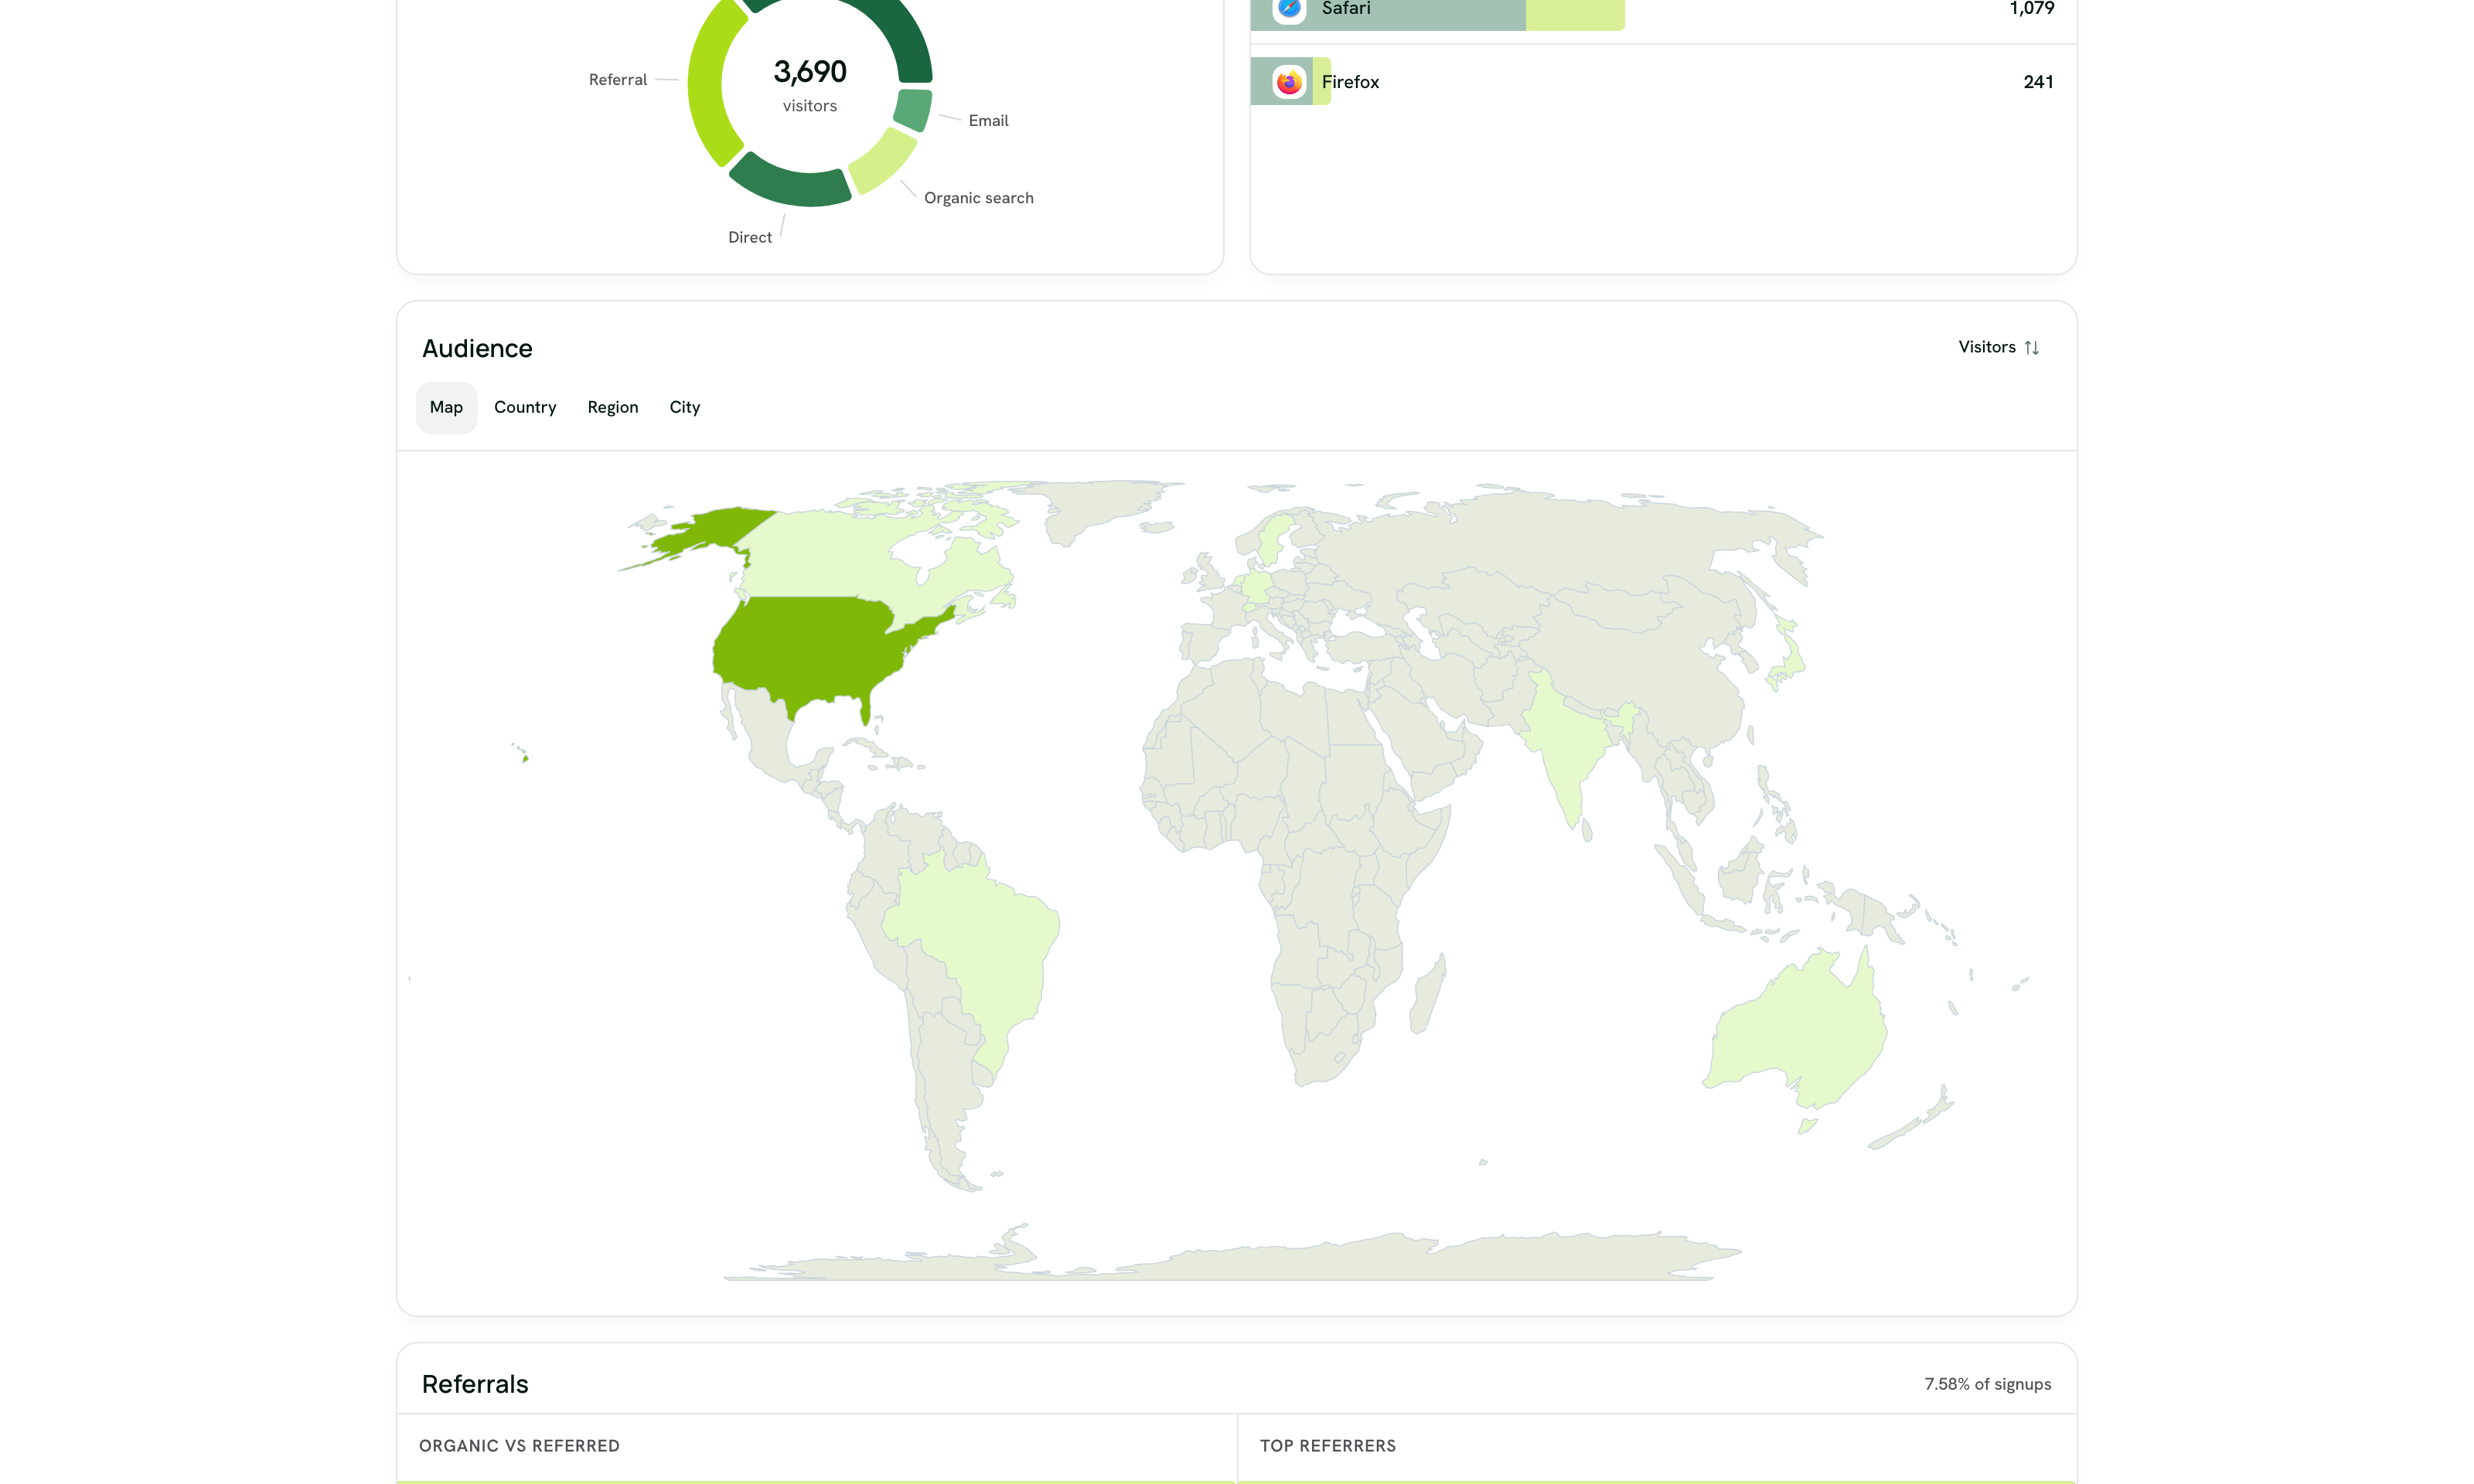 Safari 1,079
3,690
visitors
Referral
Firefox 241
Email
Organic search
Direct
Audience
Visitors
Map Country Region City
Referrals
7.58% of signups
ORGANIC VS REFERRED
TOP REFERRERS